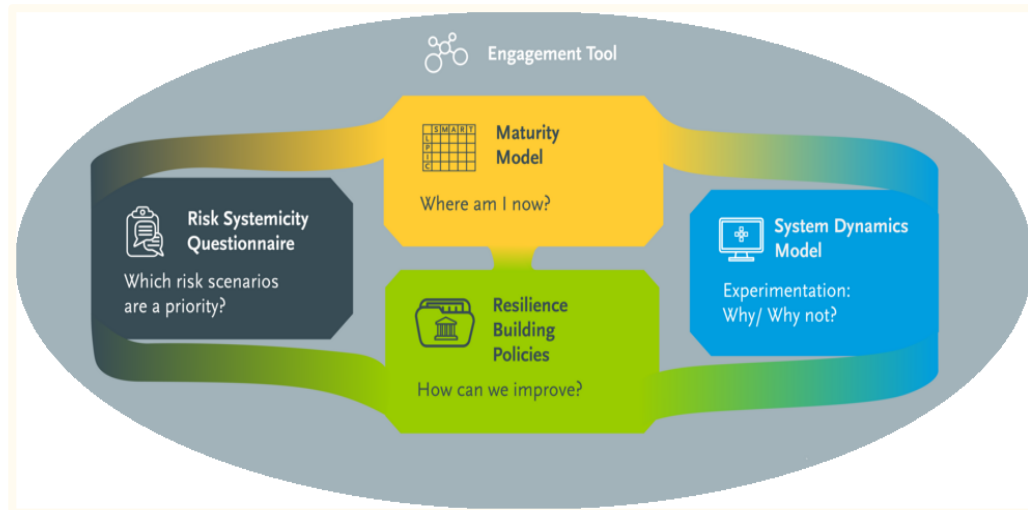 Engagement Tool
S M A R T
L
P
I
C
Maturity
Model
Where am I now?
Risk Systemicity
Questionnaire
Which risk scenarios
are a priority?
System Dynamics
Model
Experimentation:
Why/ Why not?
Resilience
Building
Policies
How can we improve?